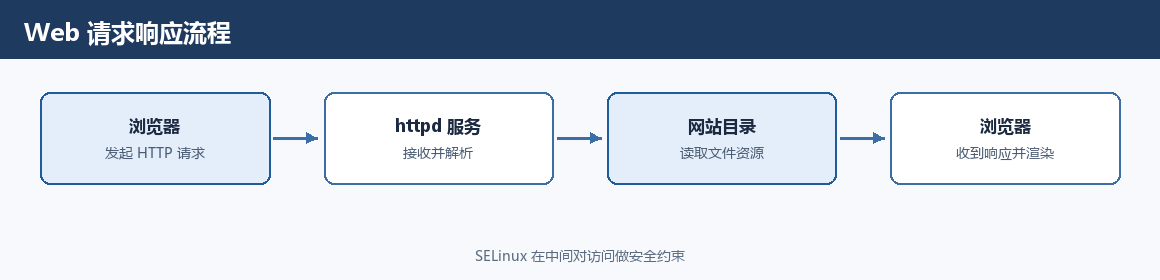 Web 请求响应流程
浏览器
发起 HTTP 请求
httpd 服务
接收并解析
网站目录
读取文件资源
浏览器
收到响应并渲染
SELinux 在中间对访问做安全约束